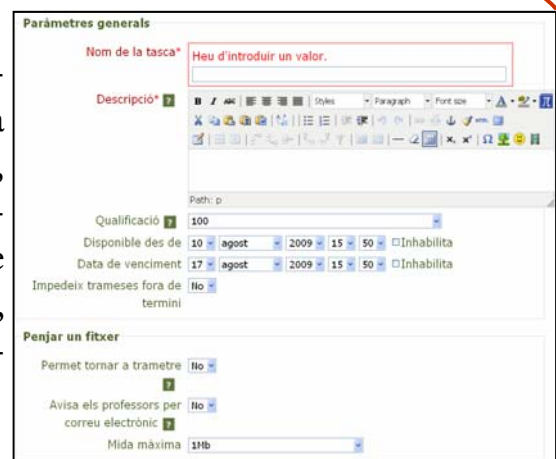 Paràmetres generals
Nom de la tasca*
Heu d'introduir un valor.
Descripció*
B I ABC Styles Paragraph Font size
Path: p
Qualificació 100
Disponible des de 10 agost 2009 15 50 Inhabilita
Data de venciment 17 agost 2009 15 50 Inhabilita
Impedeix trameses fora de No
termini
Penjar un fitxer
Permet tornar a trametre No
Avisa els professors per No
correu electrònic
Mida màxima 1Mb